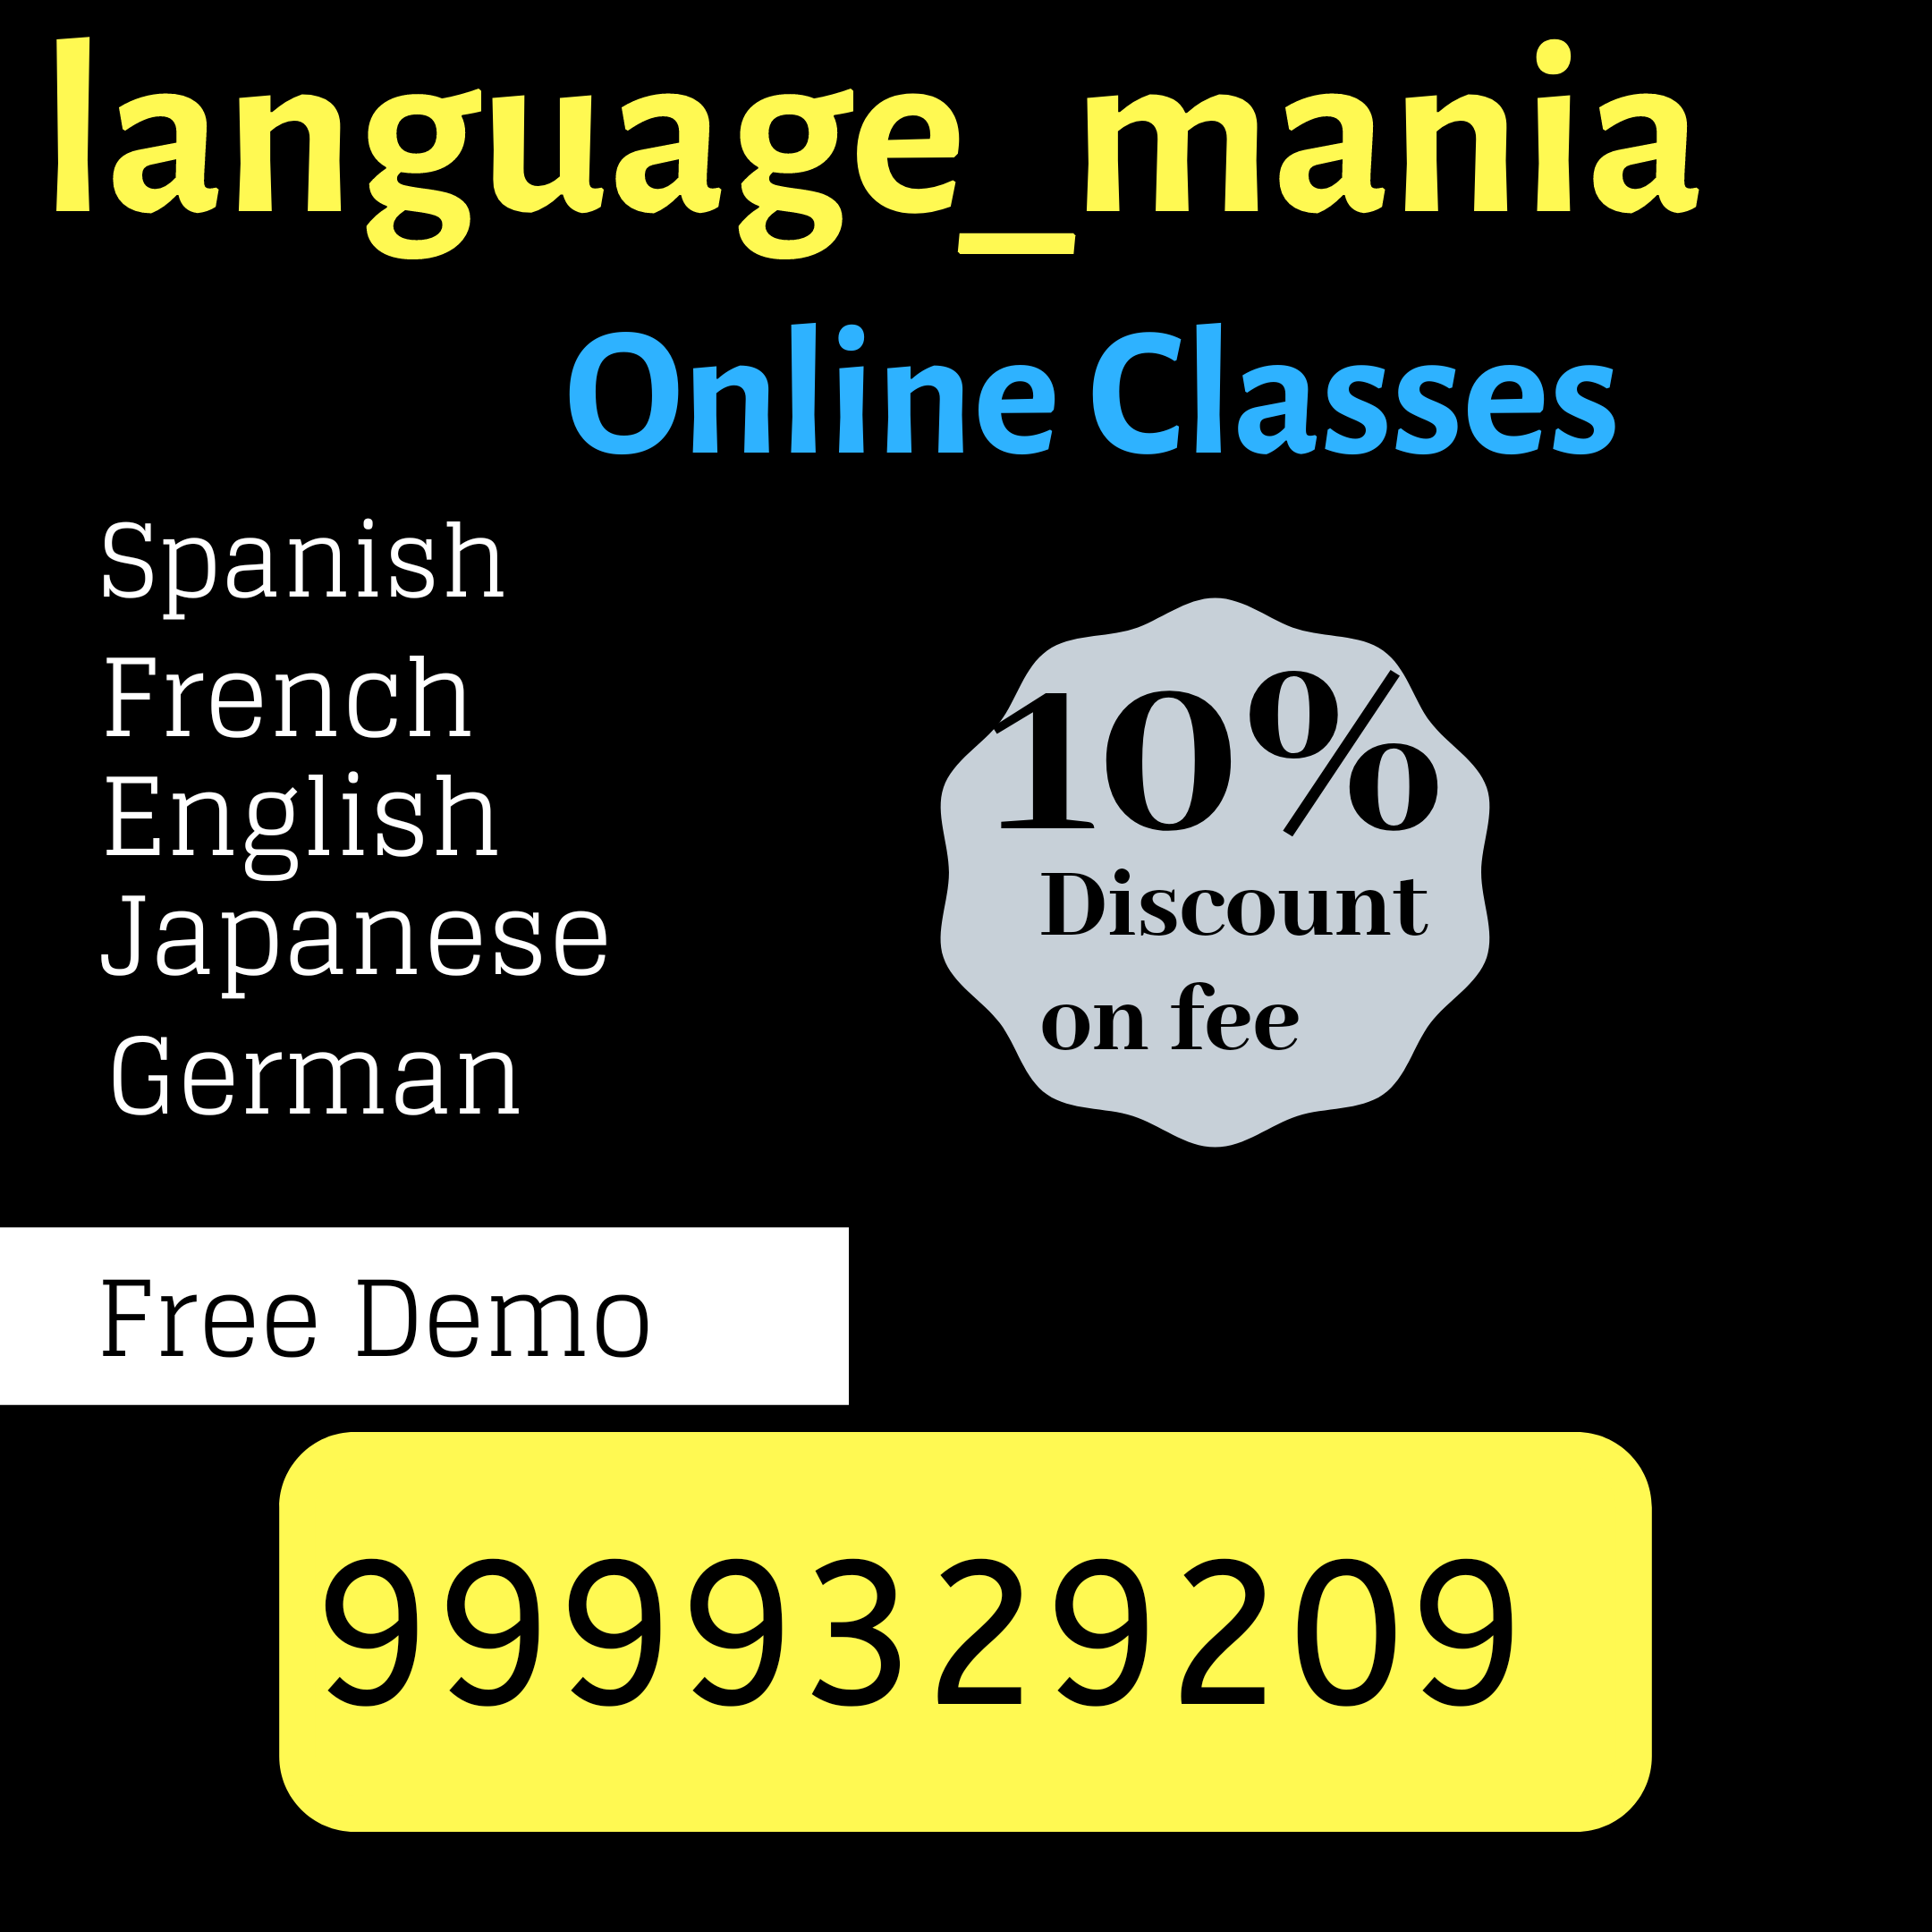 language_mania
Online Classes
Spanish
French
English
Japanese
German
10%
Discount
on fee
Free Demo
9999329209